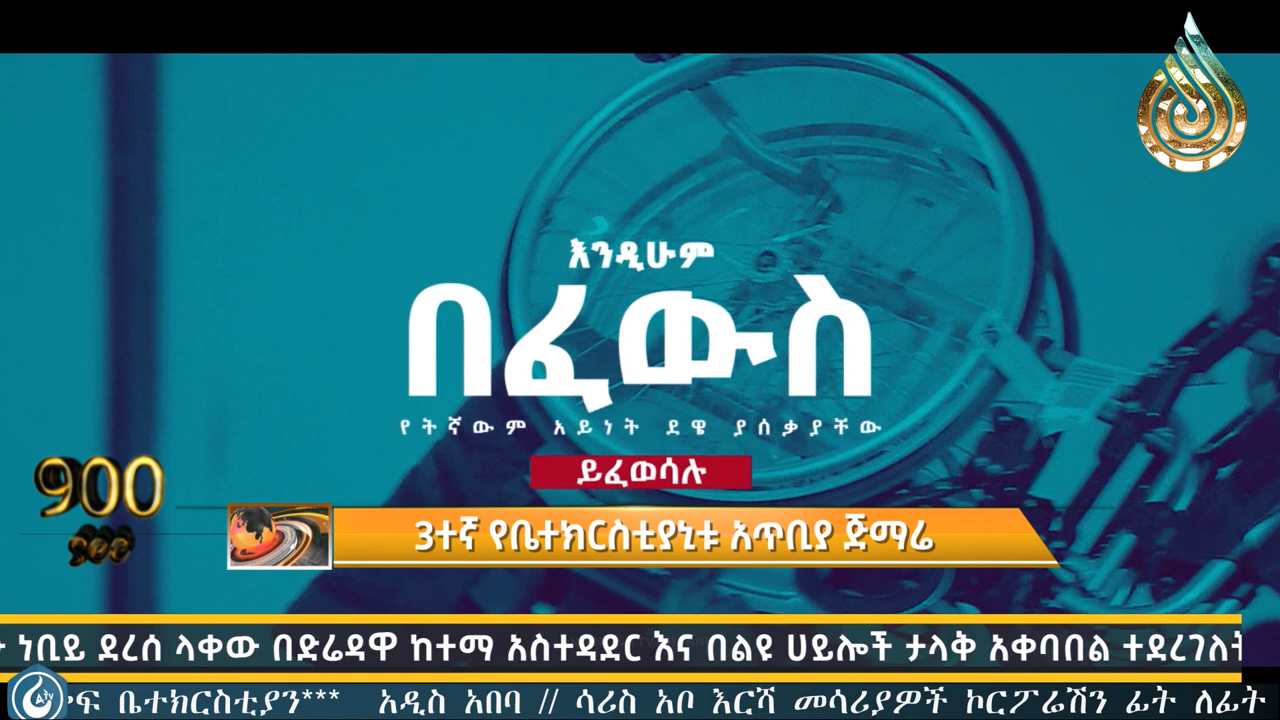 እንዲሁም
በፈውስ
የትኛውም አይነት ደዌ ያሰቃያቸው
ይፈወሳሉ
900
3ተኛ የቤተክርስቲያኒቱ አጥቢያ ጅማሬ
ነቢይ ደረሰ ላቀው በድሬዳዋ ከተማ አስተዳደር እና በልዩ ሀይሎች ታላቅ አቀባበል ተደረገለት
ቤተክርስቲያን*** አዲስ አበባ // ሳሪስ አቦ እርሻ መሳሪያዎች ኮርፖሬሽን ፊት ለፊት